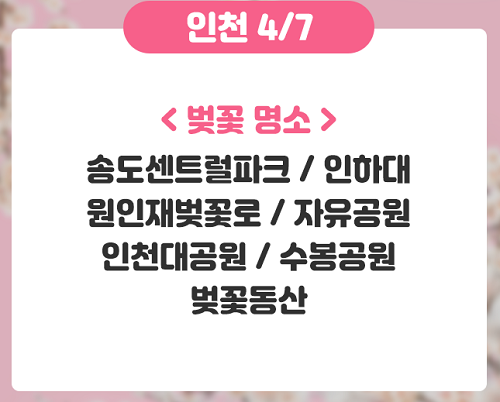 인천 4/7
< 벚꽃 명소 >
송도센트럴파크 / 인하대
원인재벚꽃로 / 자유공원
인천대공원 / 수봉공원
벚꽃동산